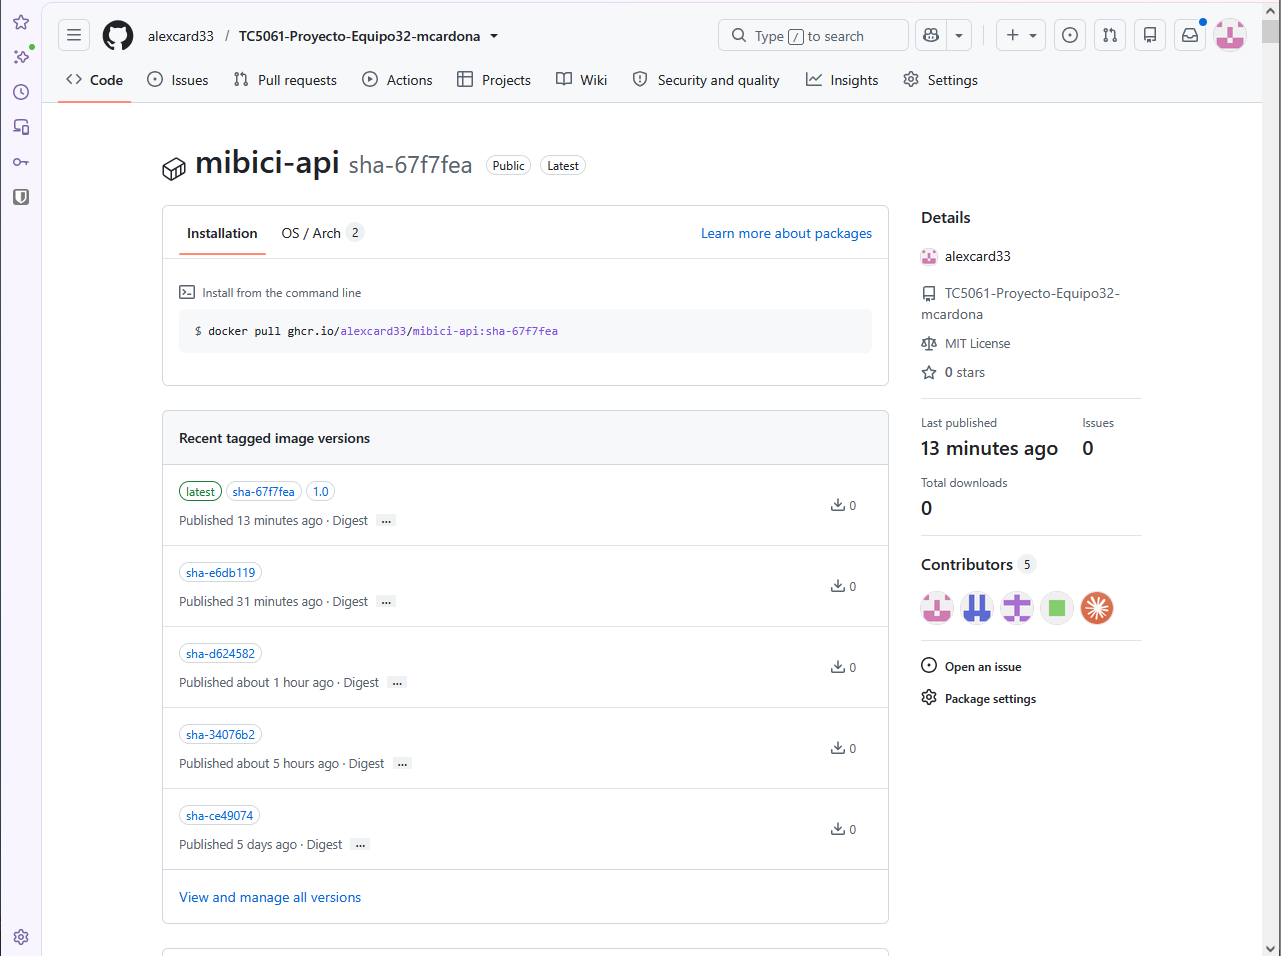 alexcard33 / TC5061-Proyecto-Equipo32-mcardona
Type / to search
Code Issues Pull requests Actions Projects Wiki Security and quality Insights Settings
mibici-api sha-67f7fea Public Latest
Installation OS / Arch 2 Learn more about packages
Install from the command line
$ docker pull ghcr.io/alexcard33/mibici-api:sha-67f7fea
Recent tagged image versions
latest sha-67f7fea 1.0
Published 13 minutes ago · Digest ...
0
sha-e6db119
Published 31 minutes ago · Digest ...
0
sha-d624582
Published about 1 hour ago · Digest ...
0
sha-34076b2
Published about 5 hours ago · Digest ...
0
sha-ce49074
Published 5 days ago · Digest ...
0
View and manage all versions
Details
alexcard33
TC5061-Proyecto-Equipo32-
mcardona
MIT License
0 stars
Last published Issues
13 minutes ago 0
Total downloads
0
Contributors 5
Open an issue
Package settings